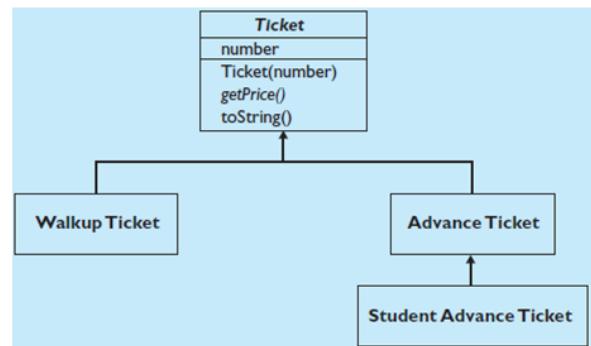 Ticket
number
Ticket(number)
getPrice()
toString()
Walkup Ticket
Advance Ticket
Student Advance Ticket